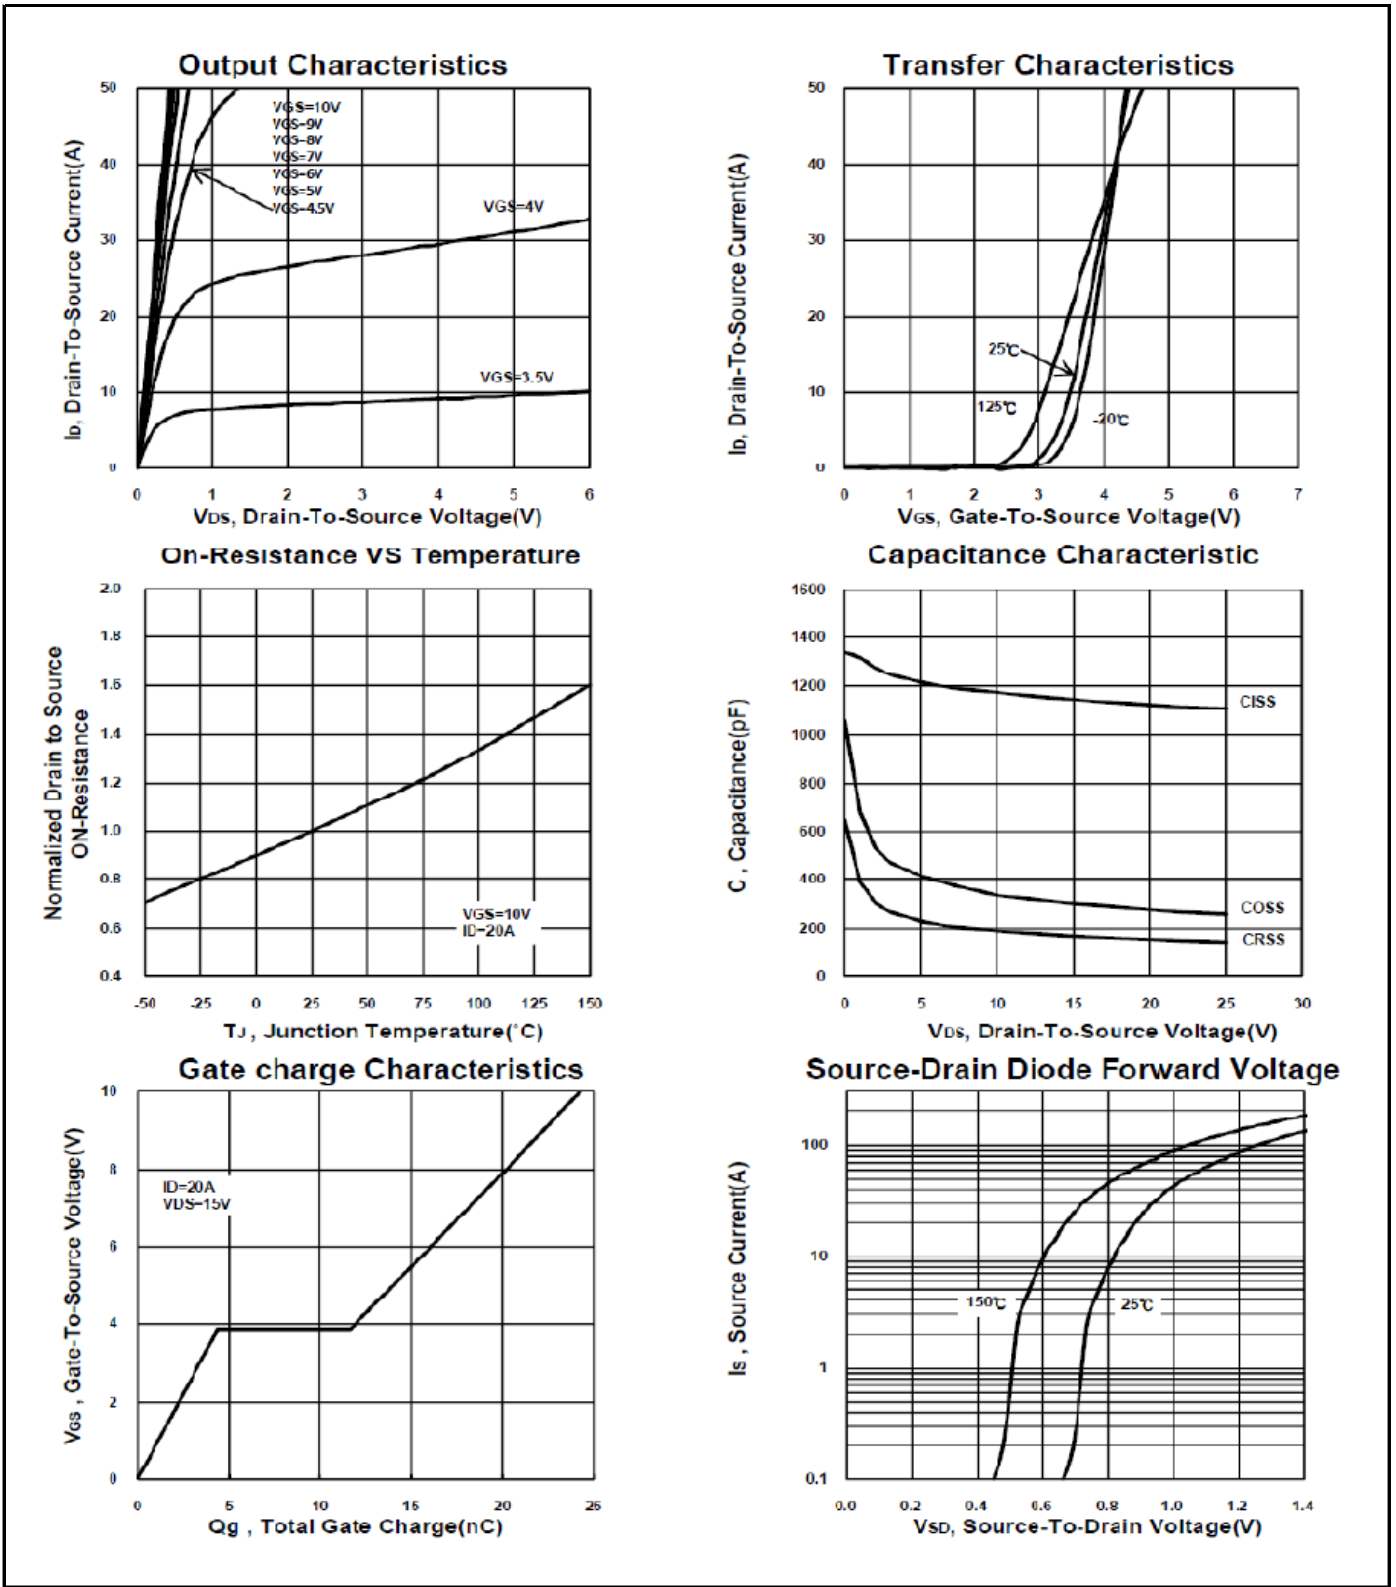 Output Characteristics
50
40
30
20
10
0
ID, Drain-To-Source Current(A)
VGS=10V
VGS=9V
VGS=8V
VGS=7V
VGS=6V
VGS=5V
VGS=4.5V
VGS=4V
VGS=3.5V
0 1 2 3 4 5 6
VDS, Drain-To-Source Voltage(V)
Transfer Characteristics
50
40
30
20
10
0
ID, Drain-To-Source Current(A)
25℃
125℃
-20℃
0 1 2 3 4 5 6 7
VGS, Gate-To-Source Voltage(V)
On-Resistance VS Temperature
2.0
1.8
1.6
1.4
1.2
1.0
0.8
0.6
0.4
Normalized Drain to Source
ON-Resistance
VGS=10V
ID=20A
-50 -25 0 25 50 75 100 125 150
TJ , Junction Temperature(°C)
Capacitance Characteristic
1600
1400
1200
1000
800
600
400
200
0
C , Capacitance(pF)
CISS
COSS
CRSS
0 5 10 15 20 25 30
VDS, Drain-To-Source Voltage(V)
Gate charge Characteristics
10
8
6
4
2
0
VGS , Gate-To-Source Voltage(V)
ID=20A
VDS=15V
0 5 10 15 20 25
Qg , Total Gate Charge(nC)
Source-Drain Diode Forward Voltage
100
10
1
0.1
IS , Source Current(A)
150℃
25℃
0.0 0.2 0.4 0.6 0.8 1.0 1.2 1.4
VSD, Source-To-Drain Voltage(V)